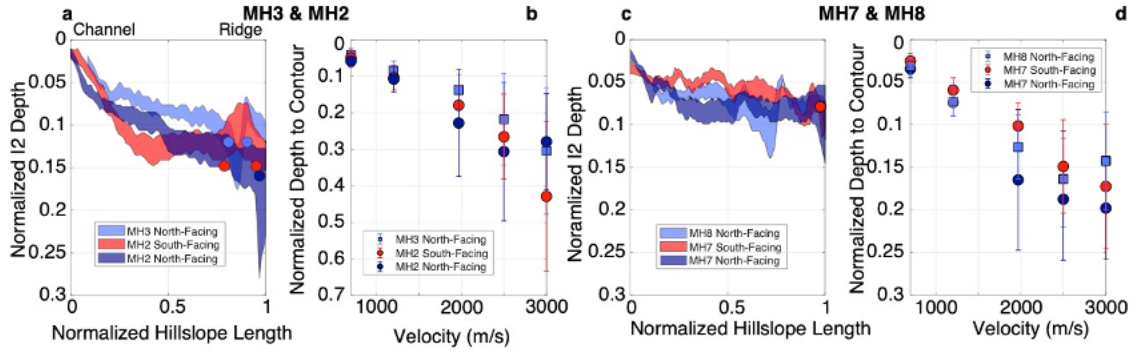 a MH3 & MH2 b
Channel Ridge
0
0.05
0.1
0.15
0.2
0.25
0.3
Normalized I2 Depth
MH3 North-Facing
MH2 South-Facing
MH2 North-Facing
0 0.5 1
Normalized Hillslope Length
0
0.1
0.2
0.3
0.4
0.5
0.6
0.7
Normalized Depth to Contour
MH3 North-Facing
MH2 South-Facing
MH2 North-Facing
1000 2000 3000
Velocity (m/s)
c MH7 & MH8 d
0
0.05
0.1
0.15
0.2
0.25
0.3
Noramlizd I2 Depth
MH8 North-Facing
MH7 South-Facing
MH7 North-Facing
0 0.5 1
Normalized Hillslope Length
0
0.05
0.1
0.15
0.2
0.25
0.3
Normalized Depth to Contour
MH8 North-Facing
MH7 South-Facing
MH7 North-Facing
1000 2000 3000
Velocity (m/s)